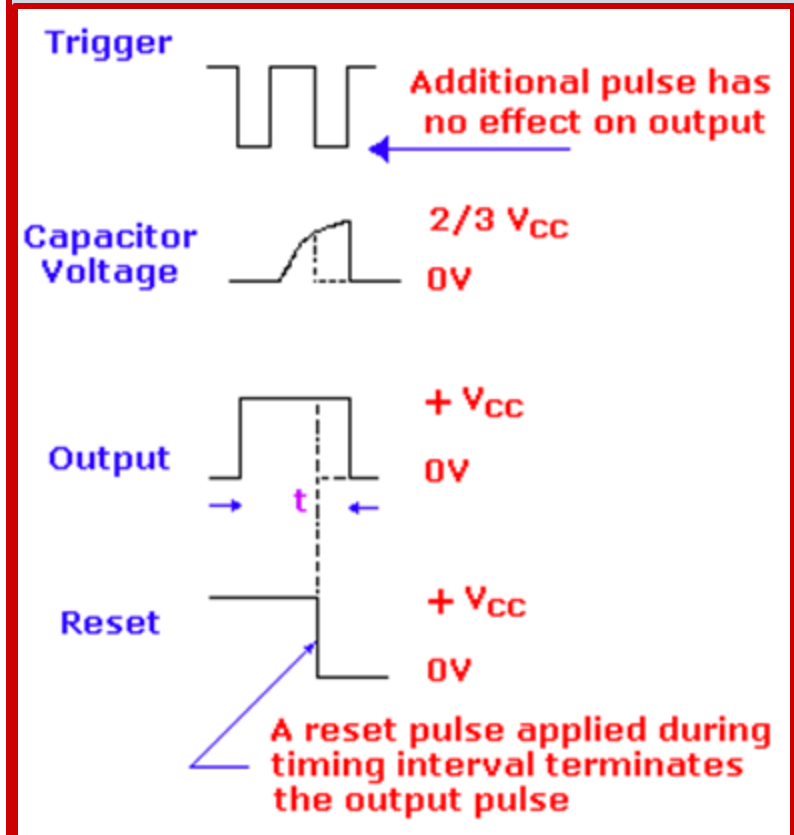 Trigger
Additional pulse has
no effect on output
Capacitor
Voltage
2/3 VCC
0V
Output
+ VCC
0V
t
Reset
+ VCC
0V
A reset pulse applied during
timing interval terminates
the output pulse